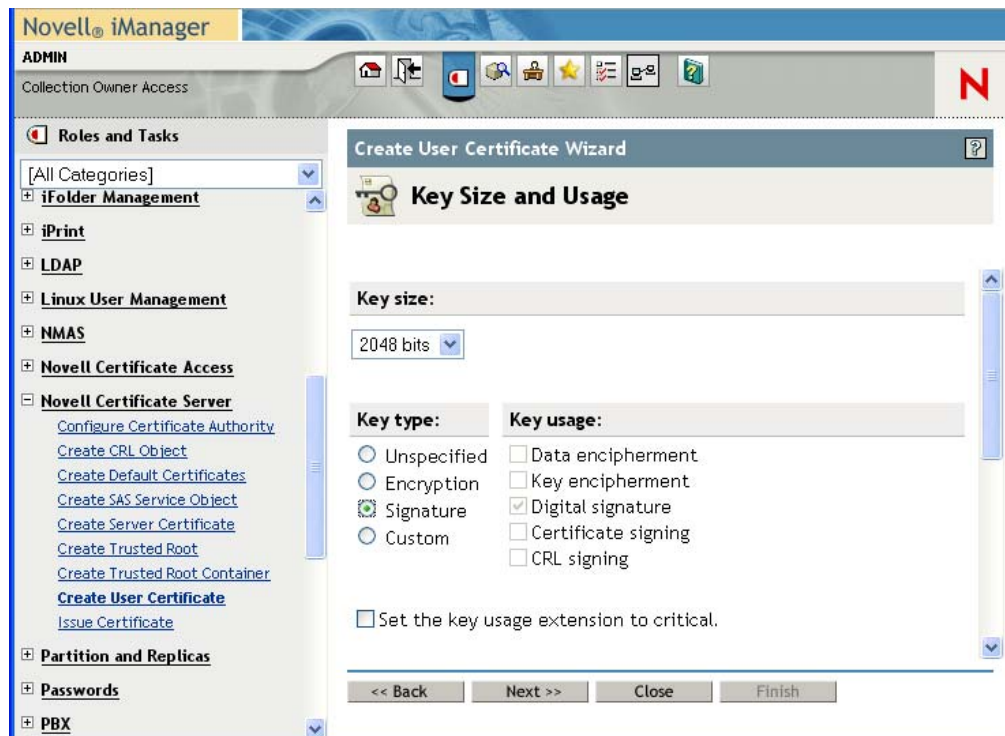 Novell® iManager
ADMIN
Collection Owner Access
N
Roles and Tasks
[All Categories]
iFolder Management
iPrint
LDAP
Linux User Management
NMAS
Novell Certificate Access
Novell Certificate Server
Configure Certificate Authority
Create CRL Object
Create Default Certificates
Create SAS Service Object
Create Server Certificate
Create Trusted Root
Create Trusted Root Container
Create User Certificate
Issue Certificate
Partition and Replicas
Passwords
PBX
Create User Certificate Wizard
?
Key Size and Usage
Key size:
2048 bits
Key type:
Unspecified
Encryption
Signature
Custom
Key usage:
Data encipherment
Key encipherment
Digital signature
Certificate signing
CRL signing
Set the key usage extension to critical.
<< Back
Next >>
Close
Finish